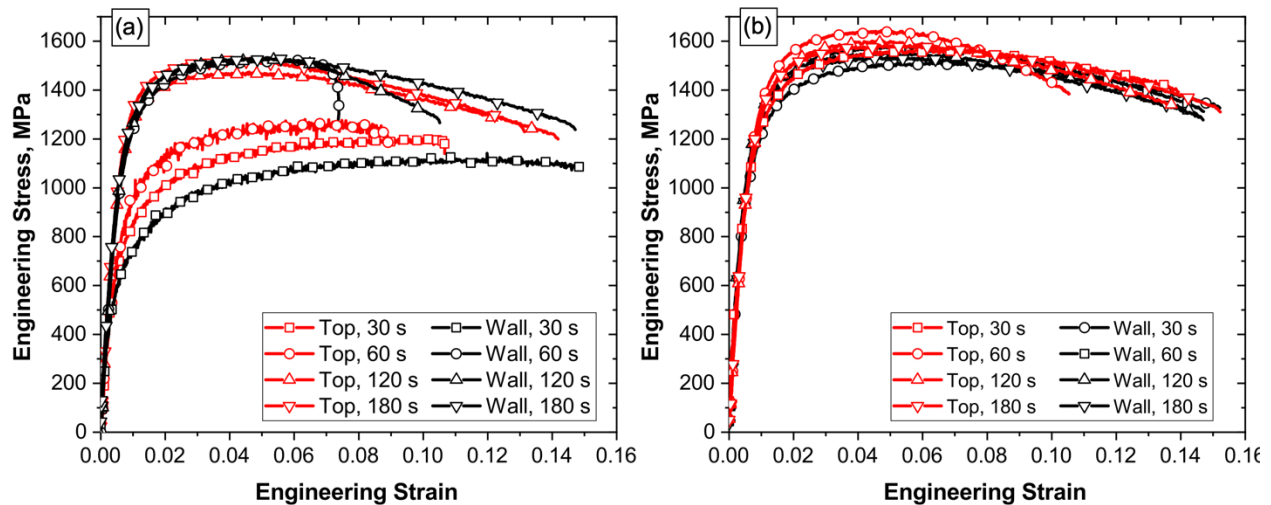 (a)
Engineering Stress, MPa
1600
1400
1200
1000
800
600
400
200
0
Top, 30 s Wall, 30 s
Top, 60 s Wall, 60 s
Top, 120 s Wall, 120 s
Top, 180 s Wall, 180 s
0.00 0.02 0.04 0.06 0.08 0.10 0.12 0.14 0.16
Engineering Strain
(b)
Engineering Stress, MPa
1600
1400
1200
1000
800
600
400
200
0
Top, 30 s Wall, 30 s
Top, 60 s Wall, 60 s
Top, 120 s Wall, 120 s
Top, 180 s Wall, 180 s
0.00 0.02 0.04 0.06 0.08 0.10 0.12 0.14 0.16
Engineering Strain